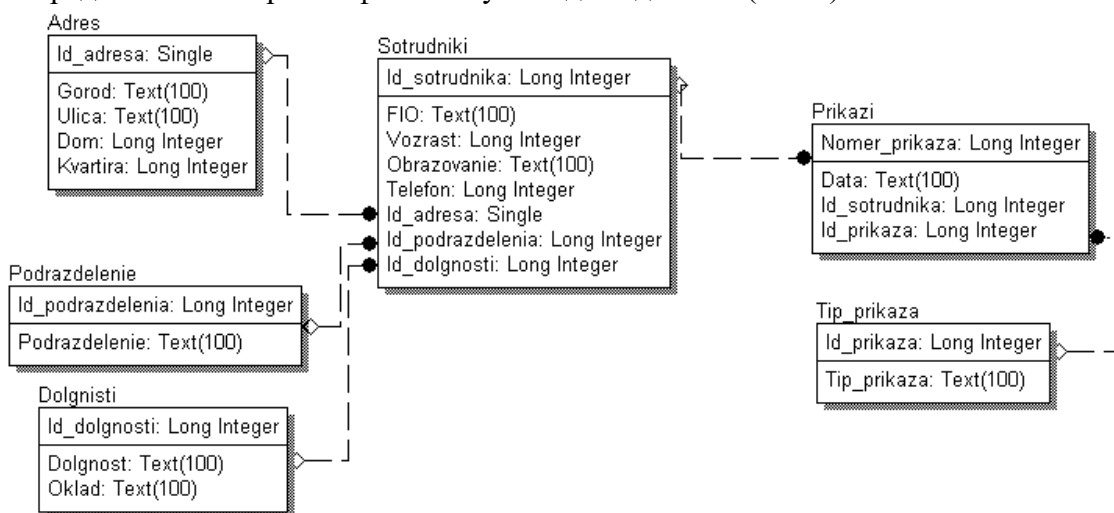 Adres
Id_adresa: Single
Gorod: Text(100)
Ulica: Text(100)
Dom: Long Integer
Kvartira: Long Integer
Sotrudniki
Id_sotrudnika: Long Integer
FIO: Text(100)
Vozrast: Long Integer
Obrazovanie: Text(100)
Telefon: Long Integer
Id_adresa: Single
Id_podrazdelenia: Long Integer
Id_dolgnosti: Long Integer
Prikazi
Nomer_prikaza: Long Integer
Data: Text(100)
Id_sotrudnika: Long Integer
Id_prikaza: Long Integer
Podrazdelenie
Id_podrazdelenia: Long Integer
Podrazdelenie: Text(100)
Tip_prikaza
Id_prikaza: Long Integer
Tip_prikaza: Text(100)
Dolgnisti
Id_dolgnosti: Long Integer
Dolgnost: Text(100)
Oklad: Text(100)